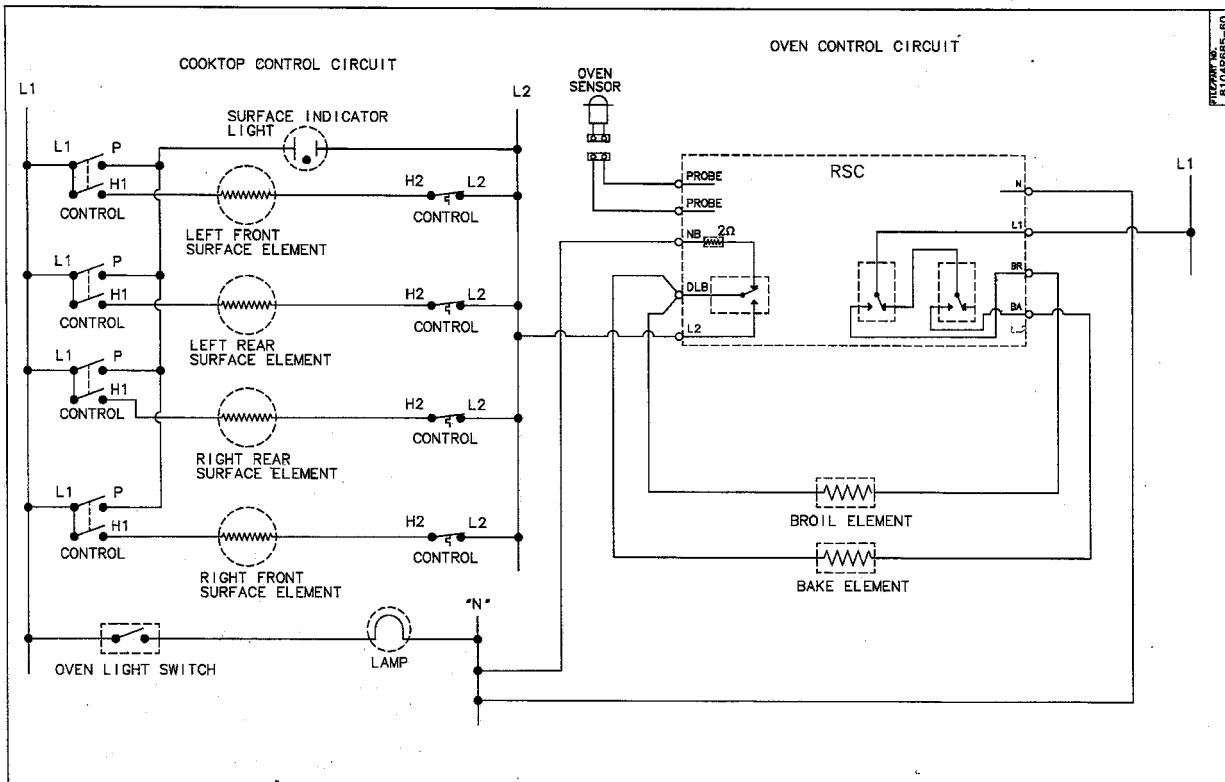 COOKTOP CONTROL CIRCUIT
OVEN CONTROL CIRCUIT
FILE/PART NO.
L1
L2
SURFACE INDICATOR
LIGHT
L1
P
H1
CONTROL
LEFT FRONT
SURFACE ELEMENT
H2
L2
CONTROL
L1
P
H1
CONTROL
LEFT REAR
SURFACE ELEMENT
H2
L2
CONTROL
L1
P
H1
CONTROL
RIGHT REAR
SURFACE ELEMENT
H2
L2
CONTROL
L1
P
H1
CONTROL
RIGHT FRONT
SURFACE ELEMENT
H2
L2
CONTROL
OVEN LIGHT SWITCH
LAMP
"N"
OVEN
SENSOR
PROBE
PROBE
NB
2Ω
DLB
L2
RSC
N
L1
BR
BA
L1
BROIL ELEMENT
BAKE ELEMENT